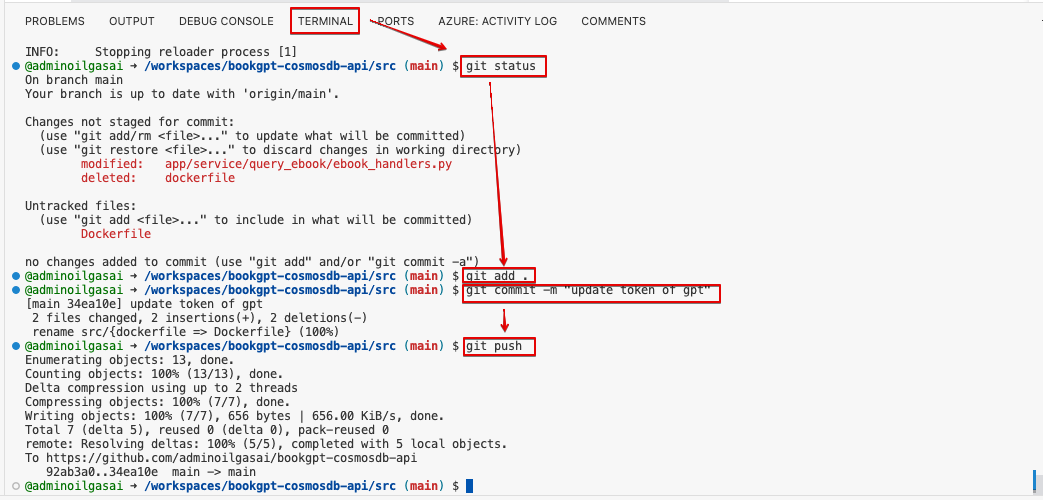 PROBLEMS OUTPUT DEBUG CONSOLE TERMINAL PORTS AZURE: ACTIVITY LOG COMMENTS
INFO:     Stopping reloader process [1]
@adminoilgasai → /workspaces/bookgpt-cosmosdb-api/src (main) $ git status
On branch main
Your branch is up to date with 'origin/main'.
Changes not staged for commit:
  (use "git add/rm <file>..." to update what will be committed)
  (use "git restore <file>..." to discard changes in working directory)
        modified:   app/service/query_ebook/ebook_handlers.py
        deleted:    dockerfile
Untracked files:
  (use "git add <file>..." to include in what will be committed)
        Dockerfile
no changes added to commit (use "git add" and/or "git commit -a")
@adminoilgasai → /workspaces/bookgpt-cosmosdb-api/src (main) $ git add .
@adminoilgasai → /workspaces/bookgpt-cosmosdb-api/src (main) $ git commit -m "update token of gpt"
[main 34ea10e] update token of gpt
 2 files changed, 2 insertions(+), 2 deletions(-)
 rename src/{dockerfile => Dockerfile} (100%)
@adminoilgasai → /workspaces/bookgpt-cosmosdb-api/src (main) $ git push
Enumerating objects: 13, done.
Counting objects: 100% (13/13), done.
Delta compression using up to 2 threads
Compressing objects: 100% (7/7), done.
Writing objects: 100% (7/7), 656 bytes | 656.00 KiB/s, done.
Total 7 (delta 5), reused 0 (delta 0), pack-reused 0
remote: Resolving deltas: 100% (5/5), completed with 5 local objects.
To https://github.com/adminoilgasai/bookgpt-cosmosdb-api
   92ab3a0..34ea10e  main -> main
@adminoilgasai → /workspaces/bookgpt-cosmosdb-api/src (main) $